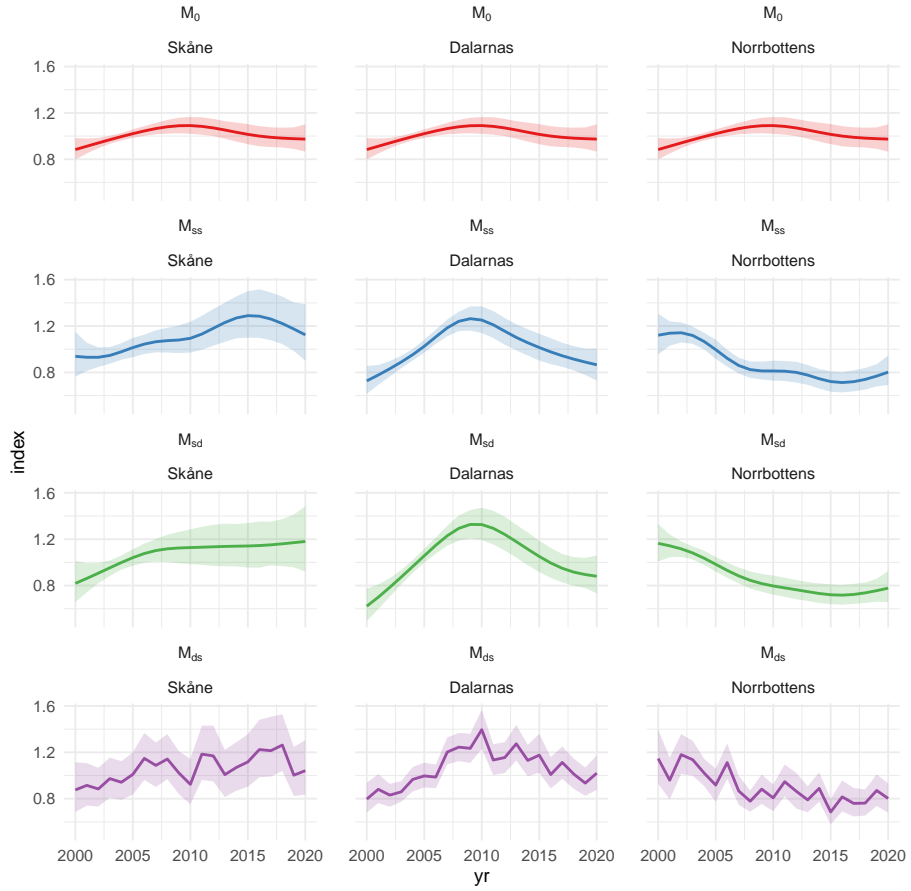 M0 M0 M0
Skåne Dalarnas Norrbottens
1.6
1.2
0.8
Mss Mss Mss
Skåne Dalarnas Norrbottens
1.6
1.2
0.8
Msd Msd Msd
Skåne Dalarnas Norrbottens
1.6
1.2
0.8
Mds Mds Mds
Skåne Dalarnas Norrbottens
1.6
1.2
0.8
2000 2005 2010 2015 2020 2000 2005 2010 2015 2020 2000 2005 2010 2015 2020
yr
index